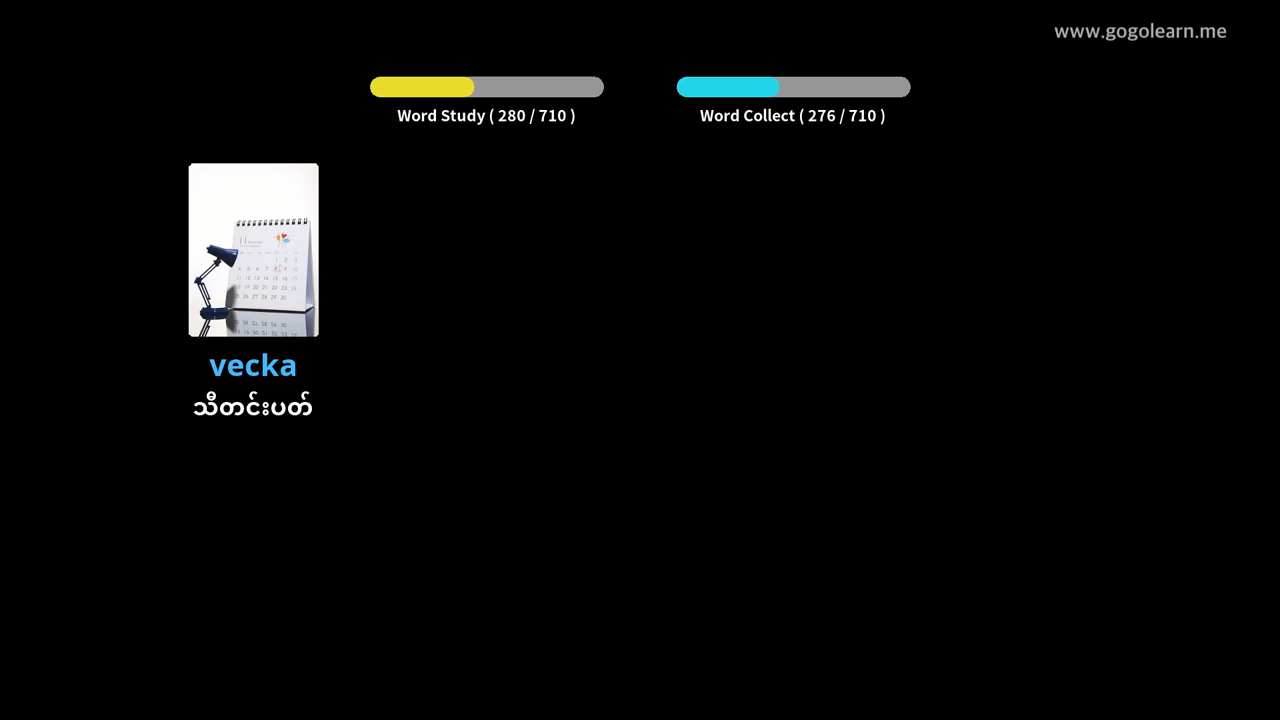 www.gogolearn.me
Word Study ( 280 / 710 )
Word Collect ( 276 / 710 )
vecka
သီတင်းပတ်